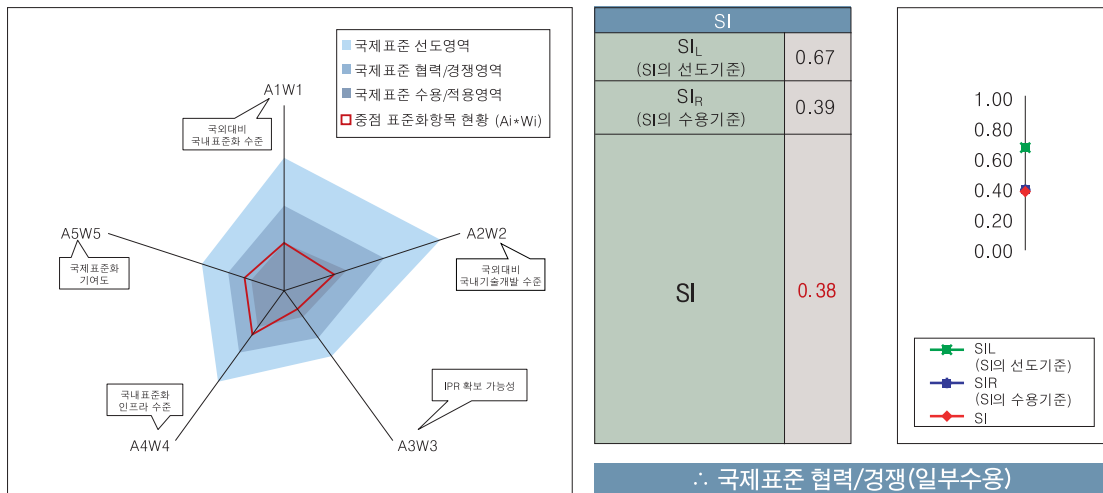 국제표준 선도영역
국제표준 협력/경쟁영역
국제표준 수용/적용영역
중점 표준화항목 현황 (Ai*Wi)
A1W1
국외대비
국내표준화 수준
A2W2
국외대비
국내기술개발 수준
A5W5
국제표준화
기여도
국내표준화
인프라 수준
A4W4
IPR 확보 가능성
A3W3
SI
SIL
(SI의 선도기준)
0.67
SIR
(SI의 수용기준)
0.39
SI
0.38
1.00
0.80
0.60
0.40
0.20
0.00
SIL
(SI의 선도기준)
SIR
(SI의 수용기준)
SI
∴ 국제표준 협력/경쟁(일부수용)